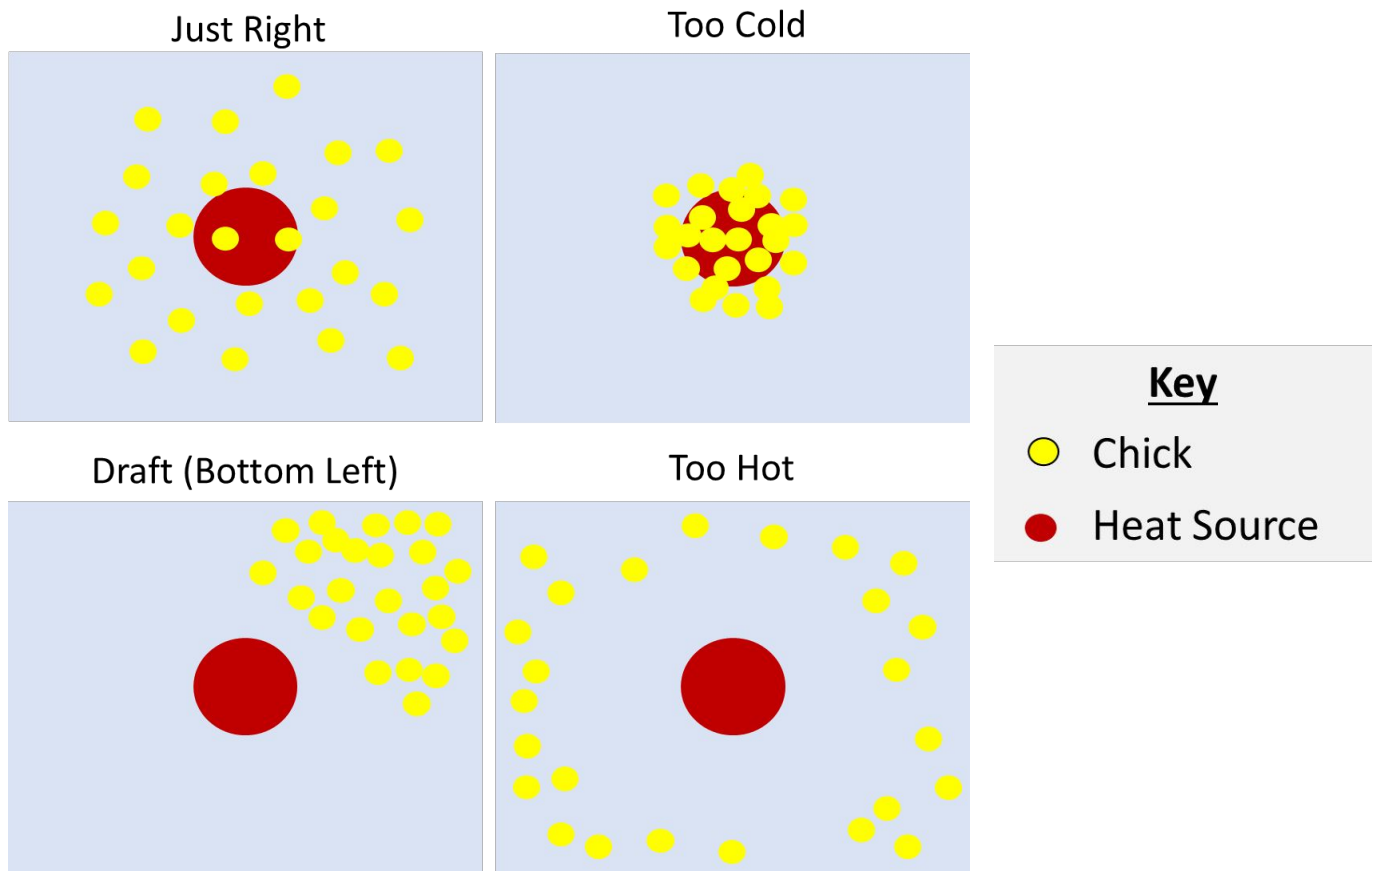 Just Right
Too Cold
Draft (Bottom Left)
Too Hot
Key
Chick
Heat Source